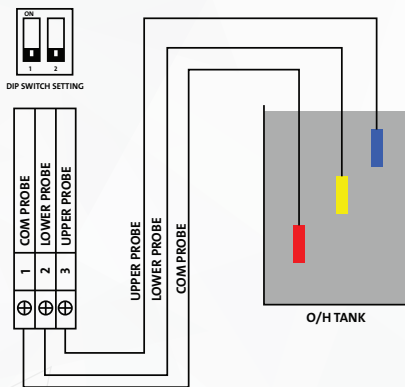 ON
1 2
DIP SWITCH SETTING
COM PROBE
LOWER PROBE
UPPER PROBE
1 2 3
UPPER PROBE
LOWER PROBE
COM PROBE
O/H TANK